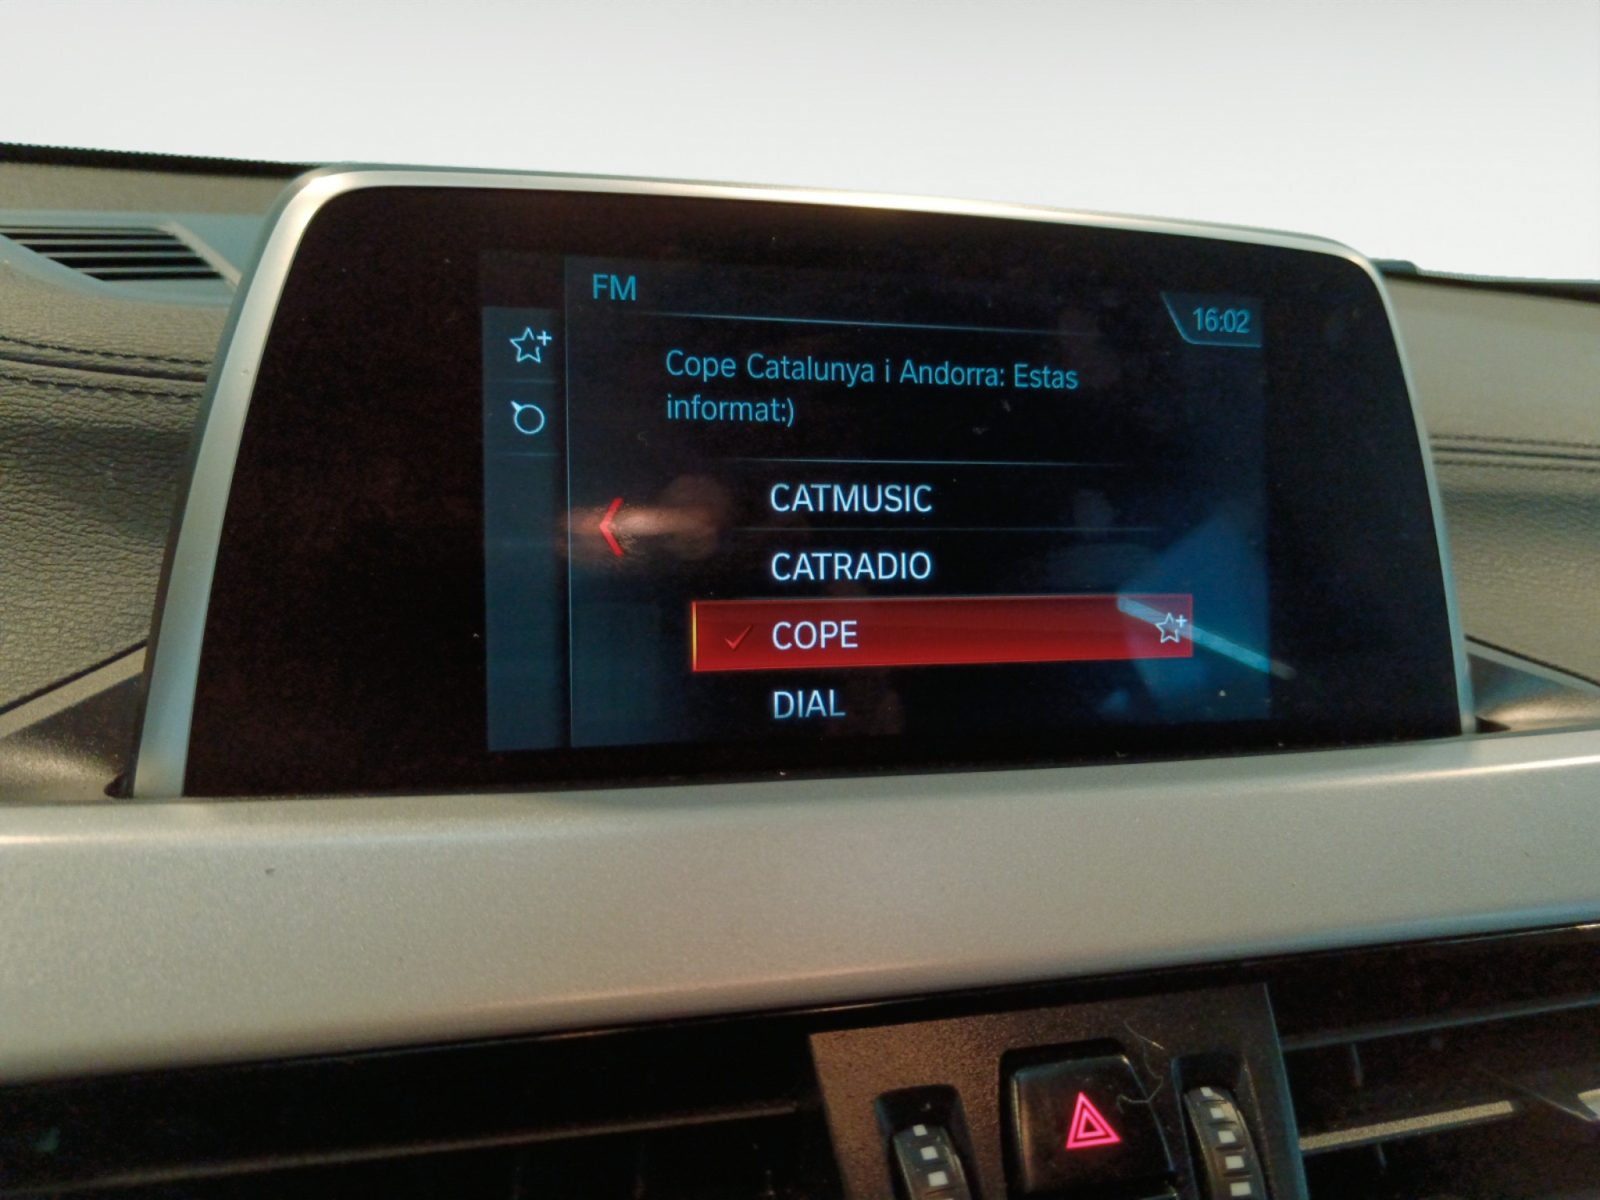 FM
16:02
Cope Catalunya i Andorra: Estas
informat:)
CATMUSIC
CATRADIO
COPE
DIAL